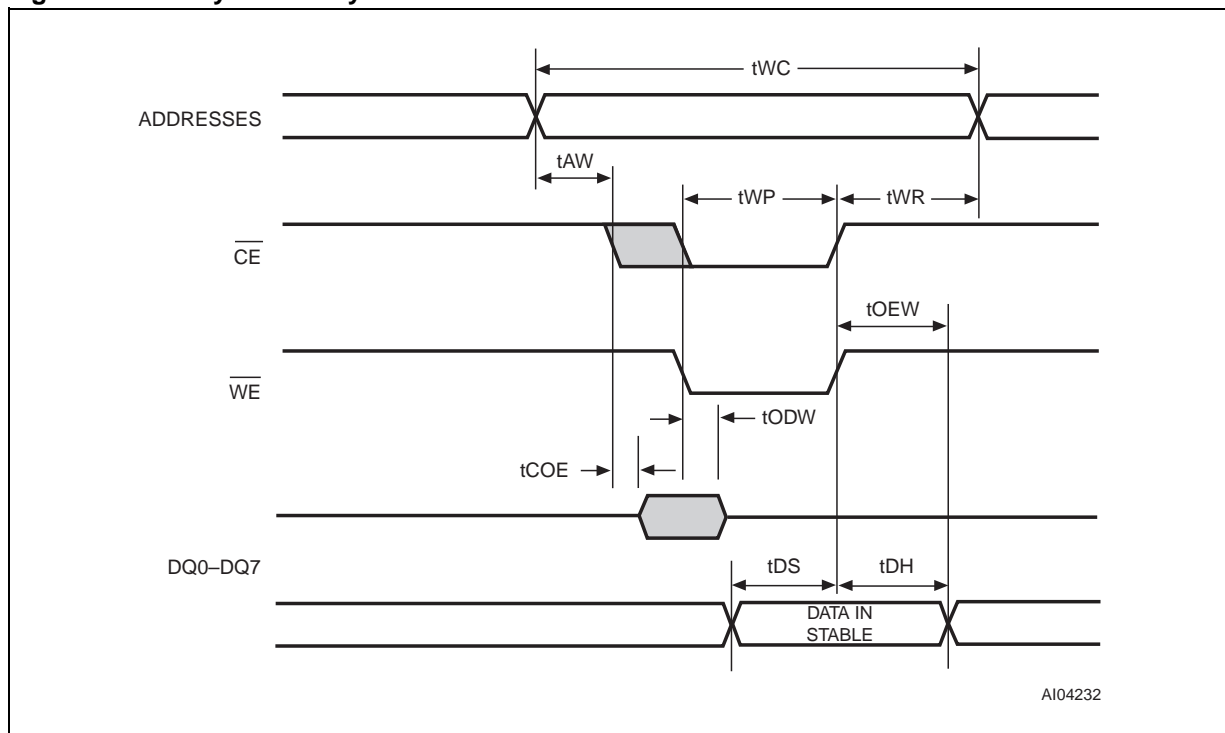 tWC
ADDRESSES
tAW
tWP
tWR
CE
tOEW
WE
tODW
tCOE
DQ0–DQ7
tDS
tDH
DATA IN
STABLE
AI04232